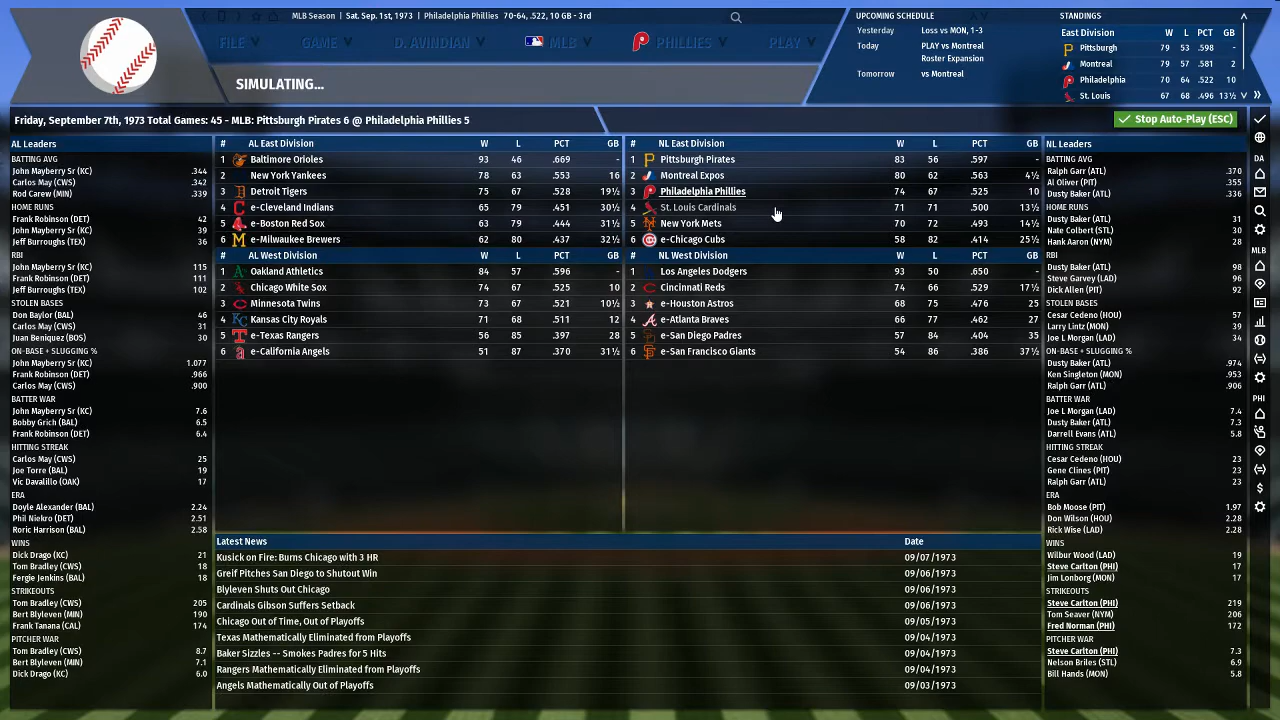 MLB Season | Sat. Sep. 1st, 1973 | Philadelphia Phillies 70-64, .522, 10 GB - 3rd
FILE GAME D. AVINDIAN MLB PHILLIES PLAY
SIMULATING...
UPCOMING SCHEDULE
Yesterday Loss vs MON, 1-3
Today PLAY vs Montreal
Roster Expansion
Tomorrow vs Montreal
STANDINGS
East Division W L PCT GB
Pittsburgh 79 53 .598 -
Montreal 79 57 .581 2
Philadelphia 70 64 .522 10
St. Louis 67 68 .496 13½
Friday, September 7th, 1973 Total Games: 45 - MLB: Pittsburgh Pirates 6 @ Philadelphia Phillies 5
Stop Auto-Play (ESC)
AL Leaders
BATTING AVG
John Mayberry Sr (KC) .344
Carlos May (CWS) .342
Rod Carew (MIN) .339
HOME RUNS
Frank Robinson (DET) 42
John Mayberry Sr (KC) 39
Jeff Burroughs (TEX) 36
RBI
John Mayberry Sr (KC) 115
Frank Robinson (DET) 111
Jeff Burroughs (TEX) 102
STOLEN BASES
Don Baylor (BAL) 46
Carlos May (CWS) 31
Juan Beniquez (BOS) 30
ON-BASE + SLUGGING %
John Mayberry Sr (KC) 1.077
Frank Robinson (DET) .966
Carlos May (CWS) .900
BATTER WAR
John Mayberry Sr (KC) 7.6
Bobby Grich (BAL) 6.5
Frank Robinson (DET) 6.4
HITTING STREAK
Carlos May (CWS) 25
Joe Torre (BAL) 19
Vic Davalillo (OAK) 17
ERA
Doyle Alexander (BAL) 2.24
Phil Niekro (DET) 2.51
Roric Harrison (BAL) 2.58
WINS
Dick Drago (KC) 21
Tom Bradley (CWS) 18
Fergie Jenkins (BAL) 18
STRIKEOUTS
Tom Bradley (CWS) 205
Bert Blyleven (MIN) 190
Frank Tanana (CAL) 174
PITCHER WAR
Tom Bradley (CWS) 8.7
Bert Blyleven (MIN) 7.1
Dick Drago (KC) 6.0
# AL East Division W L PCT GB
1 Baltimore Orioles 93 46 .669 -
2 New York Yankees 78 63 .553 16
3 Detroit Tigers 75 67 .528 19½
4 e-Cleveland Indians 65 79 .451 30½
5 e-Boston Red Sox 63 79 .444 31½
6 e-Milwaukee Brewers 62 80 .437 32½
# AL West Division W L PCT GB
1 Oakland Athletics 84 57 .596 -
2 Chicago White Sox 74 67 .525 10
3 Minnesota Twins 73 67 .521 10½
4 Kansas City Royals 71 68 .511 12
5 e-Texas Rangers 56 85 .397 28
6 e-California Angels 51 87 .370 31½
# NL East Division W L PCT GB
1 Pittsburgh Pirates 83 56 .597 -
2 Montreal Expos 80 62 .563 4½
3 Philadelphia Phillies 74 67 .525 10
4 St. Louis Cardinals 71 71 .500 13½
5 New York Mets 70 72 .493 14½
6 e-Chicago Cubs 58 82 .414 25½
# NL West Division W L PCT GB
1 Los Angeles Dodgers 93 50 .650 -
2 Cincinnati Reds 74 66 .529 17½
3 e-Houston Astros 68 75 .476 25
4 e-Atlanta Braves 66 77 .462 27
5 e-San Diego Padres 57 84 .404 35
6 e-San Francisco Giants 54 86 .386 37½
Latest News Date
Kusick on Fire: Burns Chicago with 3 HR 09/07/1973
Greif Pitches San Diego to Shutout Win 09/06/1973
Blyleven Shuts Out Chicago 09/06/1973
Cardinals Gibson Suffers Setback 09/06/1973
Chicago Out of Time, Out of Playoffs 09/05/1973
Texas Mathematically Eliminated from Playoffs 09/04/1973
Baker Sizzles -- Smokes Padres for 5 Hits 09/04/1973
Rangers Mathematically Eliminated from Playoffs 09/04/1973
Angels Mathematically Out of Playoffs 09/03/1973
NL Leaders
BATTING AVG
Ralph Garr (ATL) .370
Al Oliver (PIT) .355
Dusty Baker (ATL) .336
HOME RUNS
Dusty Baker (ATL) 31
Nate Colbert (STL) 30
Hank Aaron (NYM) 28
RBI
Dusty Baker (ATL) 98
Steve Garvey (LAD) 96
Dick Allen (PIT) 92
STOLEN BASES
Cesar Cedeno (HOU) 57
Larry Lintz (MON) 39
Joe L Morgan (LAD) 34
ON-BASE + SLUGGING %
Dusty Baker (ATL) .974
Ken Singleton (MON) .953
Ralph Garr (ATL) .906
BATTER WAR
Joe L Morgan (LAD) 7.4
Dusty Baker (ATL) 7.3
Darrell Evans (ATL) 5.8
HITTING STREAK
Cesar Cedeno (HOU) 23
Gene Clines (PIT) 23
Ralph Garr (ATL) 23
ERA
Bob Moose (PIT) 1.97
Don Wilson (HOU) 2.28
Rick Wise (LAD) 2.28
WINS
Wilbur Wood (LAD) 19
Steve Carlton (PHI) 17
Jim Lonborg (MON) 17
STRIKEOUTS
Steve Carlton (PHI) 219
Tom Seaver (NYM) 206
Fred Norman (PHI) 172
PITCHER WAR
Steve Carlton (PHI) 7.3
Nelson Briles (STL) 6.9
Bill Hands (MON) 5.8
DA
MLB
PHI